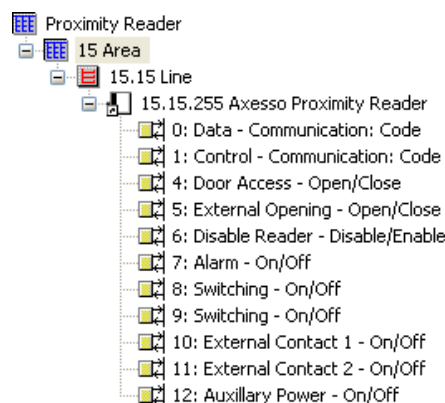 Proximity Reader
15 Area
15.15 Line
15.15.255 Axesso Proximity Reader
0: Data - Communication: Code
1: Control - Communication: Code
4: Door Access - Open/Close
5: External Opening - Open/Close
6: Disable Reader - Disable/Enable
7: Alarm - On/Off
8: Switching - On/Off
9: Switching - On/Off
10: External Contact 1 - On/Off
11: External Contact 2 - On/Off
12: Auxillary Power - On/Off